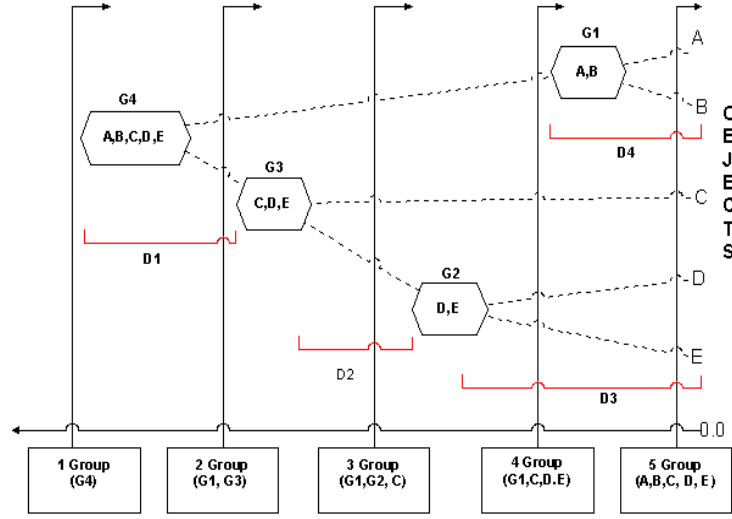 G1
A
A,B
B
G4
A,B,C,D,E
D4
G3
C,D,E
C
D1
G2
D
D,E
E
D2
D3
0.0
O
E
J
E
C
T
S
1 Group
(G4)
2 Group
(G1, G3)
3 Group
(G1,G2, C)
4 Group
(G1,C,D.E)
5 Group
(A,B,C, D, E)